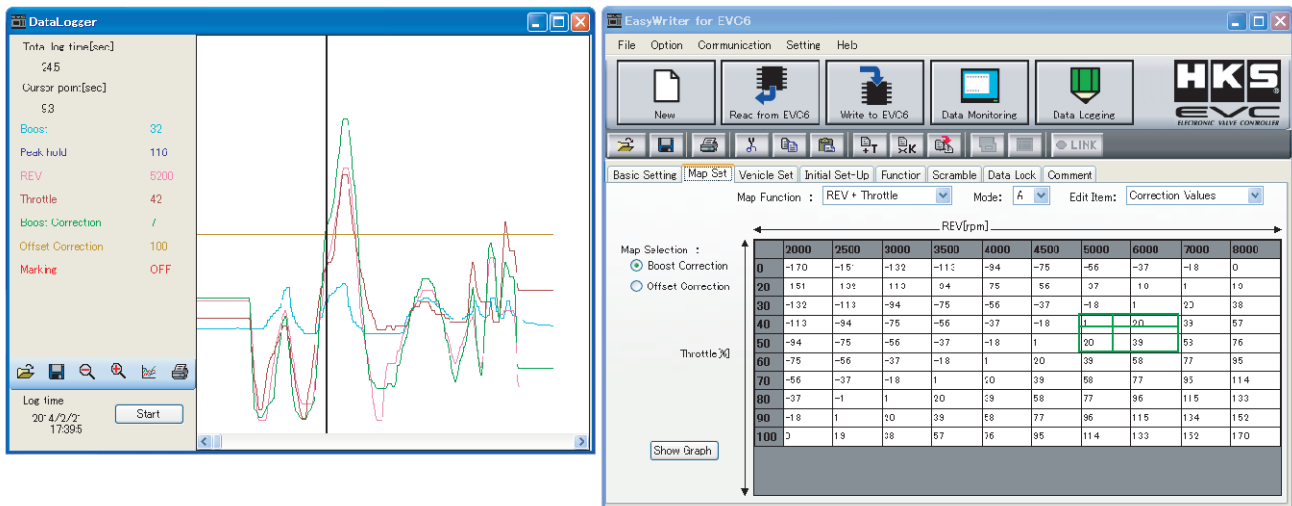 DataLogger
Total log time[sec]
24.5
Cursor point[sec]
9.3
Boost 32
Peak hold 116
REV 5200
Throttle 42
Boost Correction 7
Offset Correction 100
Marking OFF
Log time
Start
EasyWriter for EVC6
File Option Communication Setting Help
New Read from EVC6 Write to EVC6 Data Monitoring Data Logging
HKS
EVC
ELECTRONIC VALVE CONTROLLER
T K LINK
Basic Setting Map Set Vehicle Set Initial Set-Up Function Scramble Data Lock Comment
Map Function : REV + Throttle Mode: A Edit Item: Correction Values
REV[rpm]
Map Selection :
Boost Correction
Offset Correction
Throttle[%]
2000 2500 3000 3500 4000 4500 5000 6000 7000 8000
0 -170 -151 -132 -113 -94 -75 -56 -37 -18 0
20 151 132 113 94 75 56 37 18 1 19
30 -132 -113 -94 -75 -56 -37 -18 1 20 38
40 -113 -94 -75 -56 -37 -18 1 20 39 57
50 -94 -75 -56 -37 -18 1 20 39 58 76
60 -75 -56 -37 -18 1 20 39 58 77 95
70 -56 -37 -18 1 20 39 58 77 95 114
80 -37 -1 1 20 39 58 77 96 115 133
90 -18 1 20 39 58 77 96 115 134 152
100 0 19 38 57 76 95 114 133 152 170
Show Graph